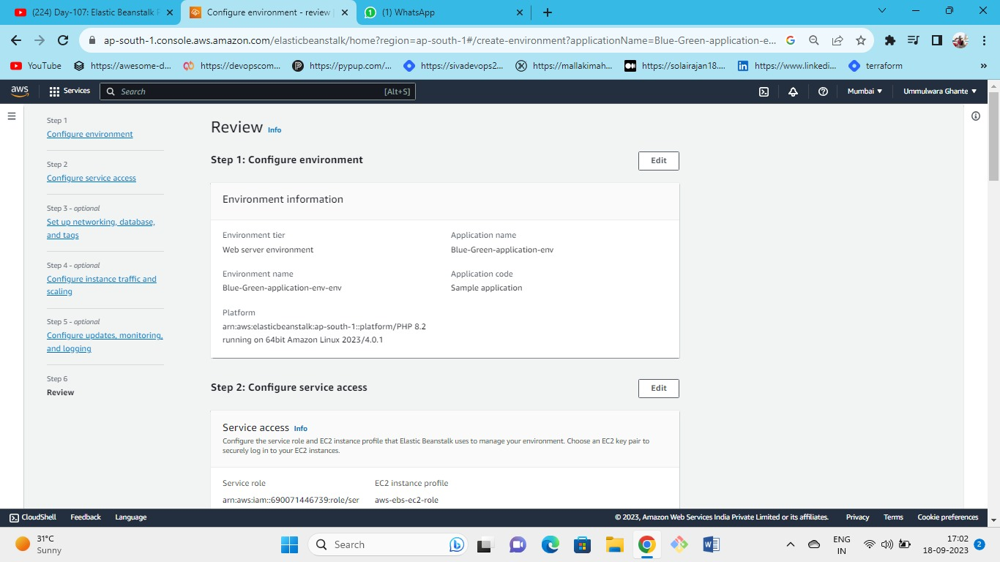 (224) Day-107: Elastic Beanstalk
Configure environment - review
(1) WhatsApp
ap-south-1.console.aws.amazon.com/elasticbeanstalk/home?region=ap-south-1#/create-environment?applicationName=Blue-Green-application-e...
YouTube
https://awesome-d...
https://devopscom...
https://pypup.com/...
https://sivadevops2...
https://mallakimah...
https://solairajan18....
https://www.linkedi...
terraform
aws
Services
Search
[Alt+S]
Mumbai
Ummulwara Ghante
Step 1
Configure environment
Step 2
Configure service access
Step 3 - optional
Set up networking, database,
and tags
Step 4 - optional
Configure instance traffic and
scaling
Step 5 - optional
Configure updates, monitoring,
and logging
Step 6
Review
Review Info
Step 1: Configure environment
Edit
Environment information
Environment tier
Web server environment
Application name
Blue-Green-application-env
Environment name
Blue-Green-application-env-env
Application code
Sample application
Platform
arn:aws:elasticbeanstalk:ap-south-1::platform/PHP 8.2
running on 64bit Amazon Linux 2023/4.0.1
Step 2: Configure service access
Edit
Service access Info
Configure the service role and EC2 instance profile that Elastic Beanstalk uses to manage your environment. Choose an EC2 key pair to
securely log in to your EC2 instances.
Service role
arn:aws:iam::690071446739:role/ser
EC2 instance profile
aws-ebs-ec2-role
CloudShell
Feedback
Language
© 2023, Amazon Web Services India Private Limited or its affiliates.
Privacy
Terms
Cookie preferences
31°C
Sunny
Search
W
ENG
IN
17:02
18-09-2023
2